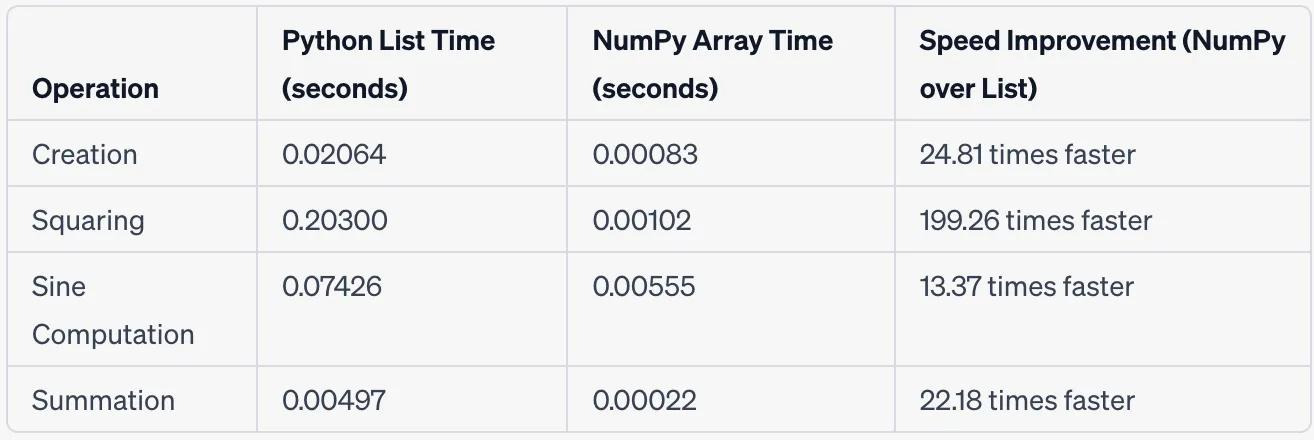 Operation Python List Time (seconds) NumPy Array Time (seconds) Speed Improvement (NumPy over List)
Creation 0.02064 0.00083 24.81 times faster
Squaring 0.20300 0.00102 199.26 times faster
Sine Computation 0.07426 0.00555 13.37 times faster
Summation 0.00497 0.00022 22.18 times faster